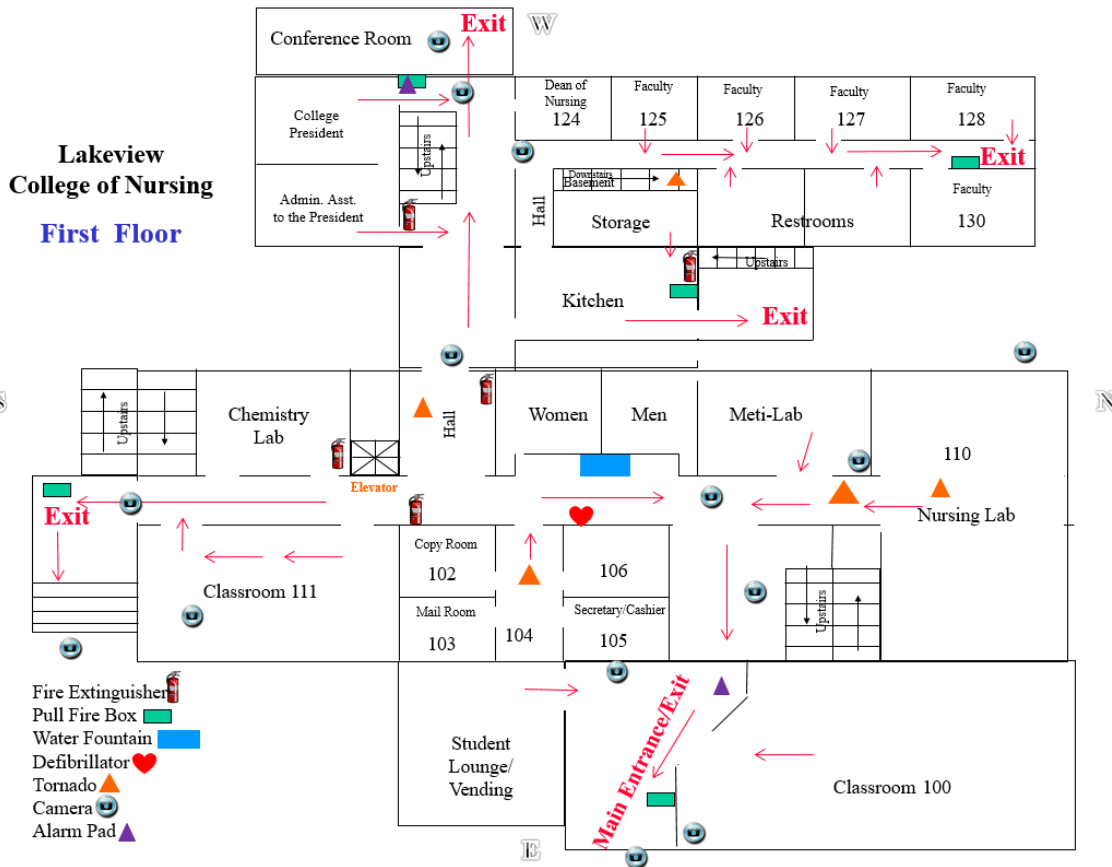 Conference Room
Exit
W
Lakeview
College of Nursing
First Floor
College
President
Admin. Asst.
to the President
Upstairs
Dean of
Nursing
124
Faculty
125
Faculty
126
Faculty
127
Faculty
128
Exit
Faculty
130
Hall
Downstairs
Basement
Storage
Restrooms
Upstairs
Kitchen
Exit
S
N
Upstairs
Chemistry
Lab
Hall
Women
Men
Meti-Lab
110
Nursing Lab
Elevator
Exit
Copy Room
102
106
Classroom 111
Mail Room
103
104
Secretary/Cashier
105
Upstairs
Fire Extinguisher
Pull Fire Box
Water Fountain
Defibrillator
Tornado
Camera
Alarm Pad
Student
Lounge/
Vending
Main Entrance/Exit
Classroom 100
E